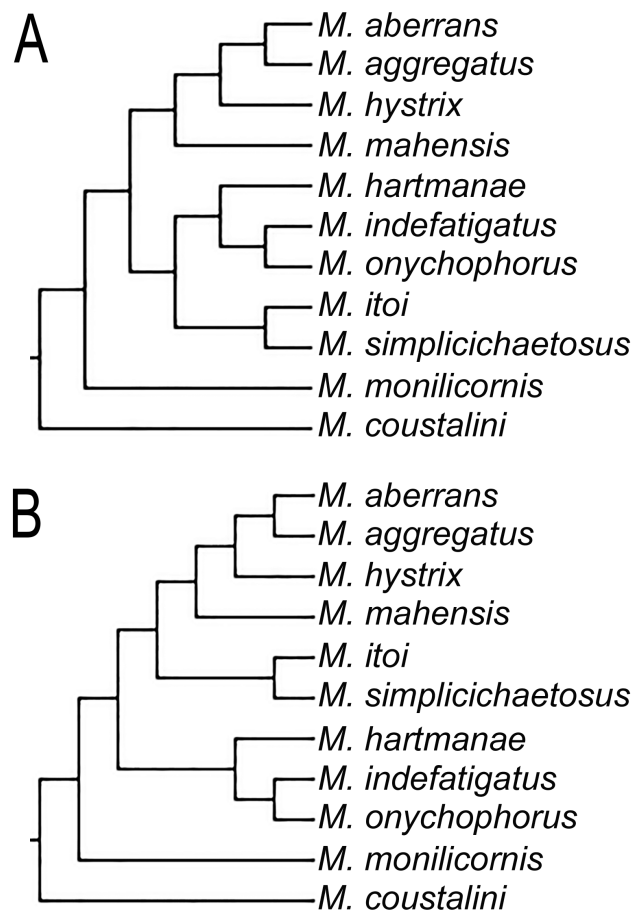 A
M. aberrans
M. aggregatus
M. hystrix
M. mahensis
M. hartmanae
M. indefatigatus
M. onychophorus
M. itoi
M. simplicichaetosus
M. monilicornis
M. coustalini
B
M. aberrans
M. aggregatus
M. hystrix
M. mahensis
M. itoi
M. simplicichaetosus
M. hartmanae
M. indefatigatus
M. onychophorus
M. monilicornis
M. coustalini